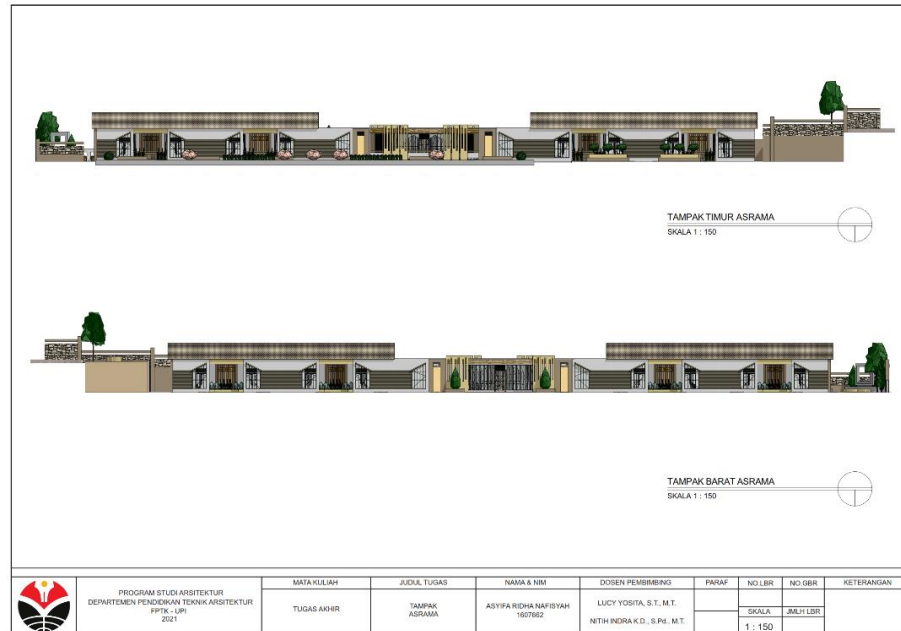 TAMPAK TIMUR ASRAMA
SKALA 1 : 150
TAMPAK BARAT ASRAMA
SKALA 1 : 150
PROGRAM STUDI ARSITEKTUR
DEPARTEMEN PENDIDIKAN TEKNIK ARSITEKTUR
FPTK - UPI
2021
MATA KULIAH
TUGAS AKHIR
JUDUL TUGAS
TAMPAK
ASRAMA
NAMA & NIM
ASYIFA RIDHA NAFISYAH
1607662
DOSEN PEMBIMBING
LUCY YOSITA, S.T., M.T.
NITIH INDRA K.D., S.Pd., M.T.
PARAF
NO.LBR
NO.GBR
SKALA
JMLH LBR
1 : 150
KETERANGAN